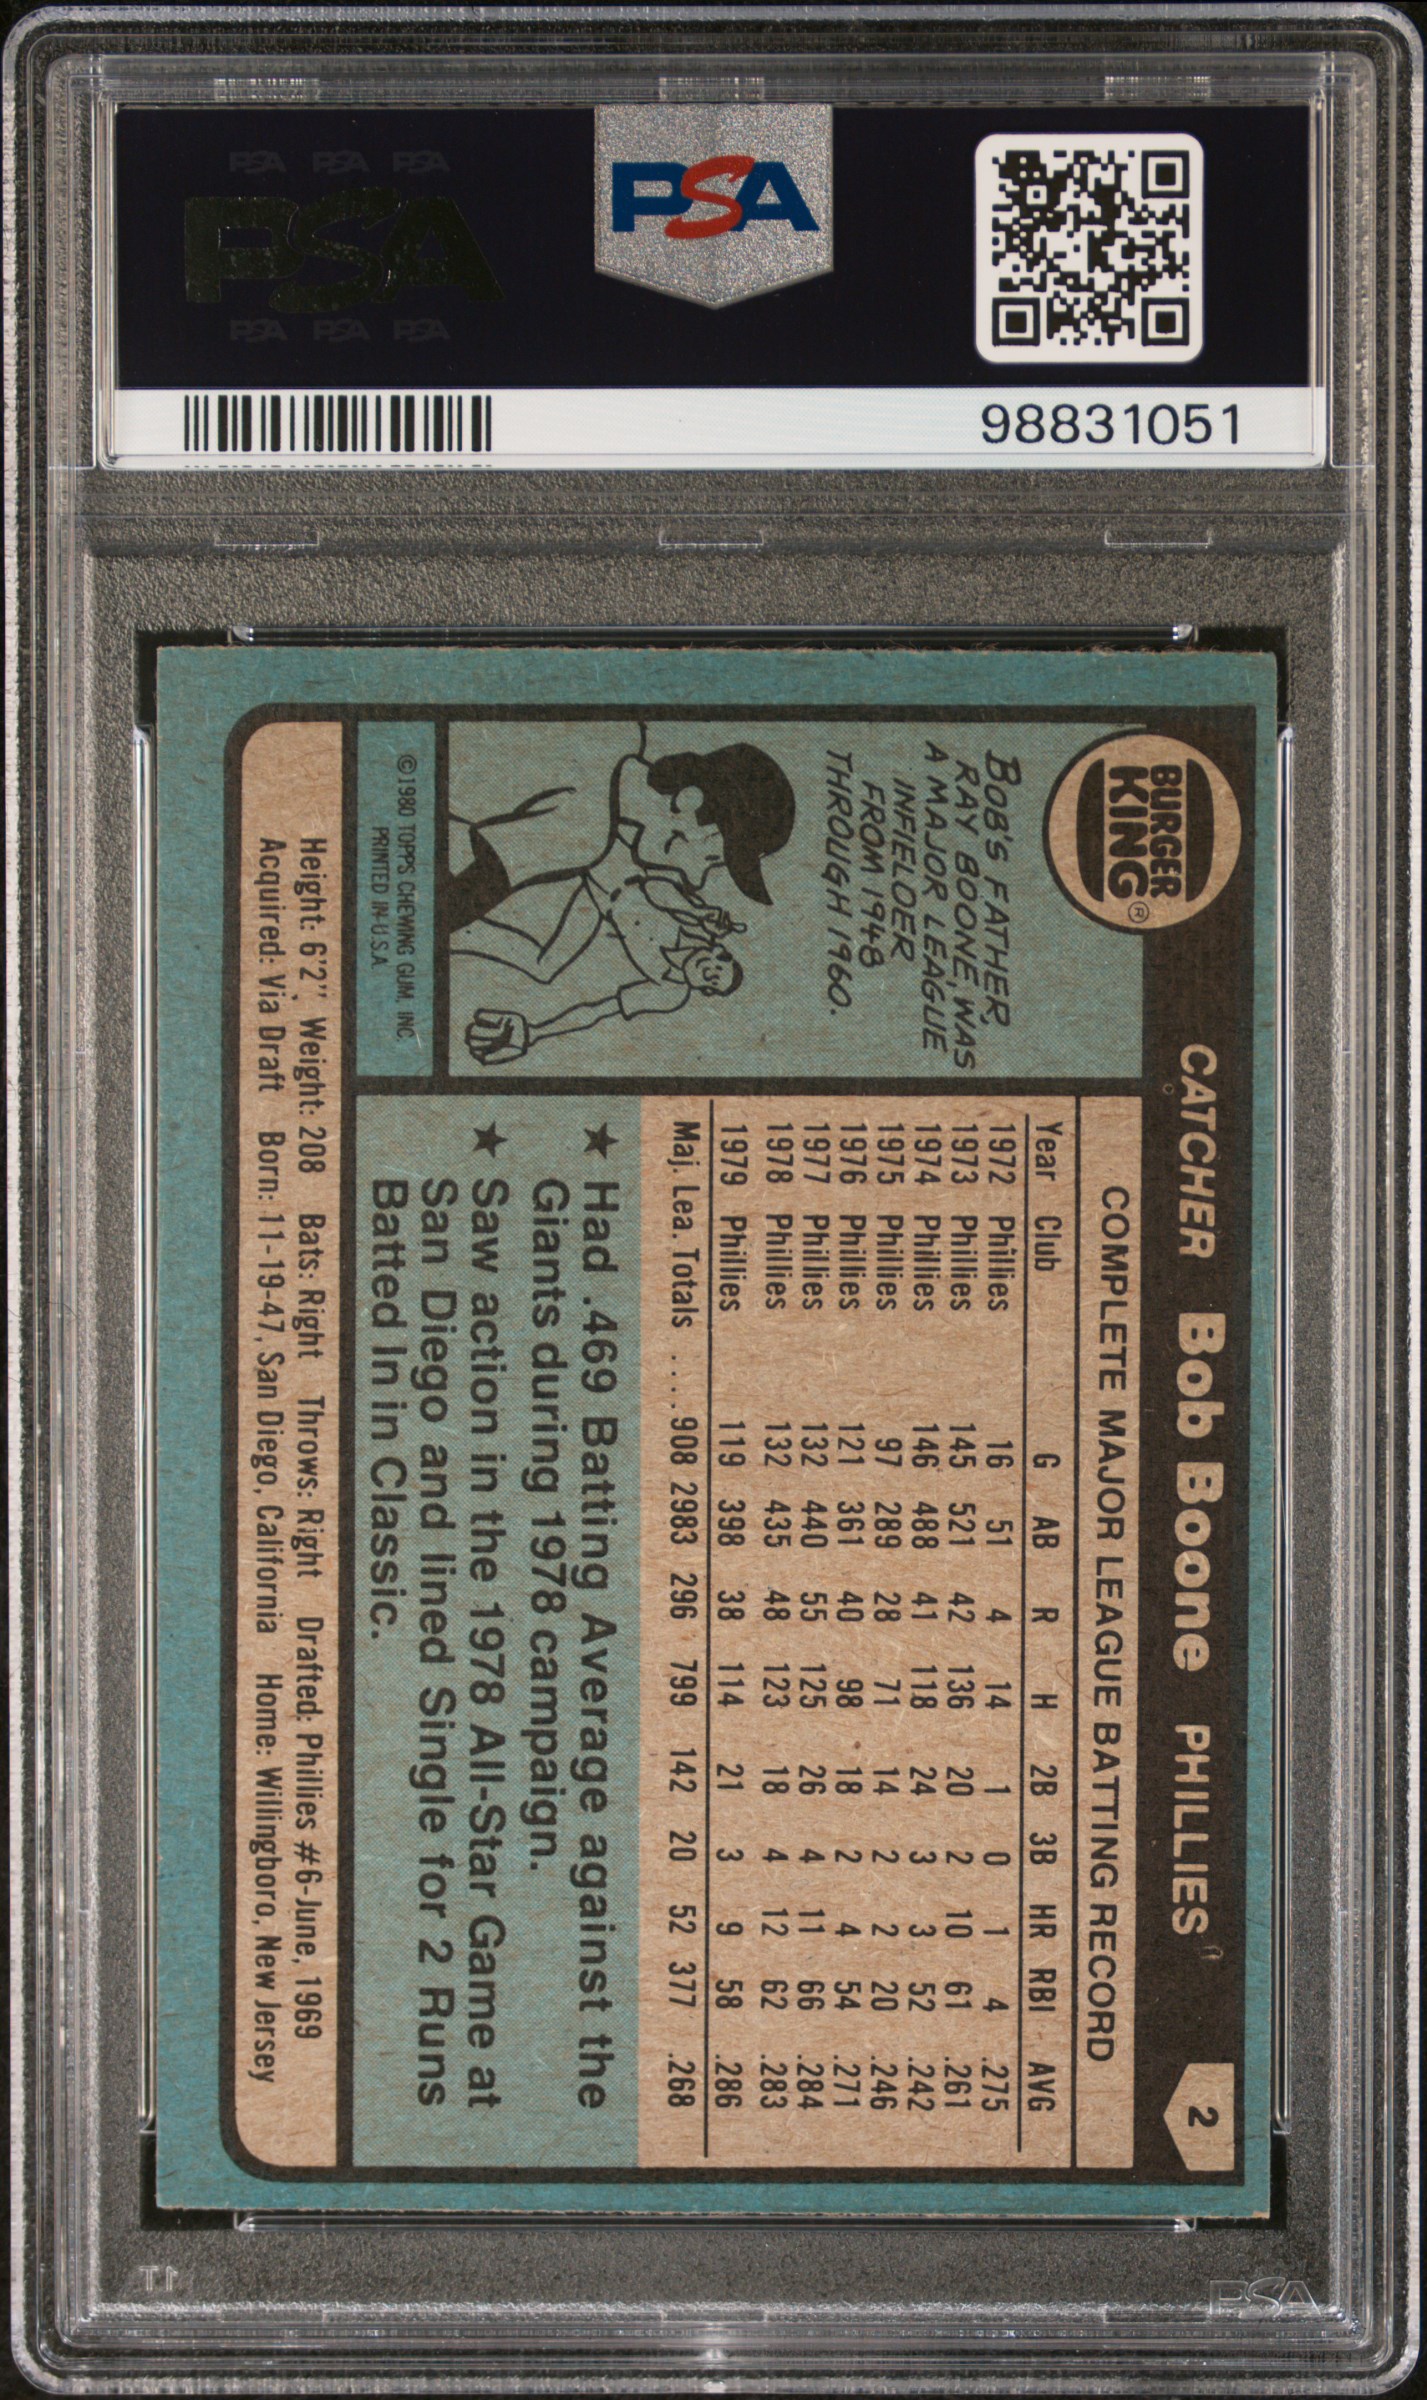 PSA PSA PSA
PSA
PSA PSA PSA
PSA
98831051
BURGER
KING®
CATCHER Bob Boone PHILLIES
2
BOB'S FATHER,
RAY BOONE, WAS
A MAJOR LEAGUE
INFIELDER
FROM 1948
THROUGH 1960.
©1980 TOPPS CHEWING GUM, INC.
PRINTED IN U.S.A.
COMPLETE MAJOR LEAGUE BATTING RECORD
Year Club G AB R H 2B 3B HR RBI AVG
1972 Phillies 16 51 4 14 1 0 1 4 .275
1973 Phillies 145 521 42 136 20 2 10 61 .261
1974 Phillies 146 488 41 118 24 3 3 52 .242
1975 Phillies 97 289 28 71 14 2 2 20 .246
1976 Phillies 121 361 40 98 18 2 4 54 .271
1977 Phillies 132 440 55 125 26 4 11 66 .284
1978 Phillies 132 435 48 123 18 4 12 62 .283
1979 Phillies 119 398 38 114 21 3 9 58 .286
Maj. Lea. Totals .... 908 2983 296 799 142 20 52 377 .268
★ Had .469 Batting Average against the
Giants during 1978 campaign.
★ Saw action in the 1978 All-Star Game at
San Diego and lined Single for 2 Runs
Batted In in Classic.
Height: 6'2" Weight: 208 Bats: Right Throws: Right Drafted: Phillies #6-June, 1969
Acquired: Via Draft Born: 11-19-47, San Diego, California Home: Willingboro, New Jersey
PSA